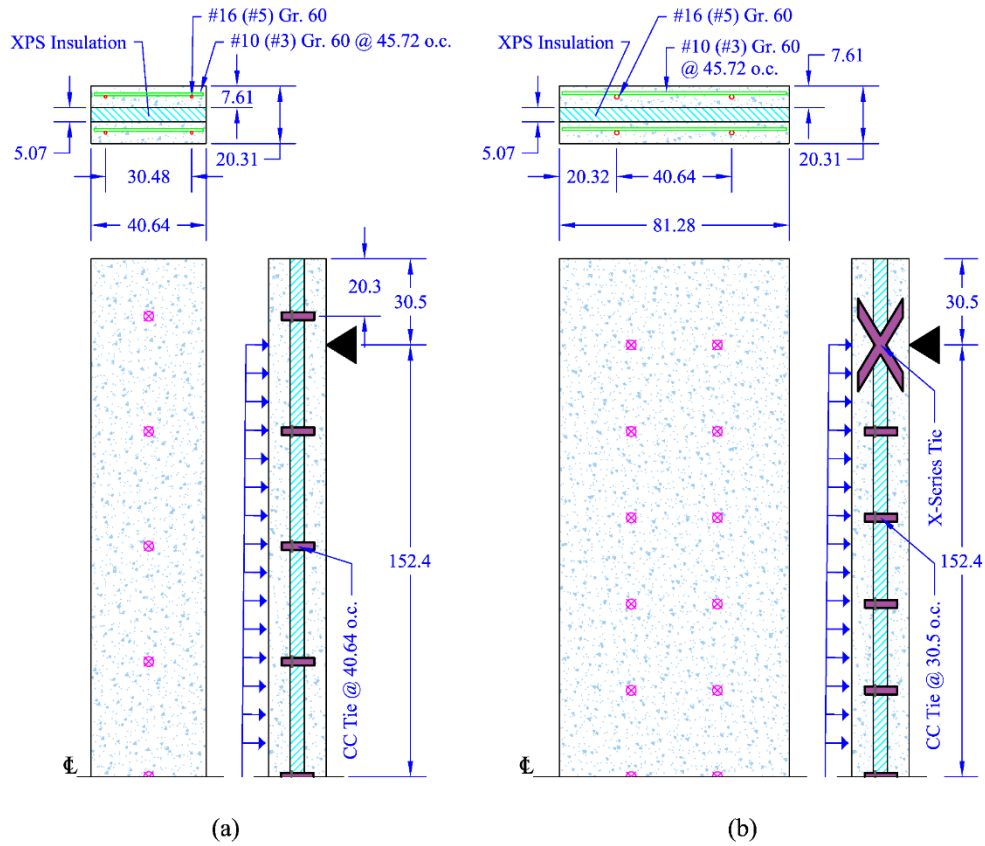 #16 (#5) Gr. 60
XPS Insulation
#10 (#3) Gr. 60 @ 45.72 o.c.
7.61
5.07
20.31
30.48
40.64
20.3
30.5
152.4
CC Tie @ 40.64 o.c.
℄
(a)
#16 (#5) Gr. 60
XPS Insulation
#10 (#3) Gr. 60
@ 45.72 o.c.
7.61
5.07
20.31
20.32
40.64
81.28
30.5
X-Series Tie
152.4
CC Tie @ 30.5 o.c.
℄
(b)